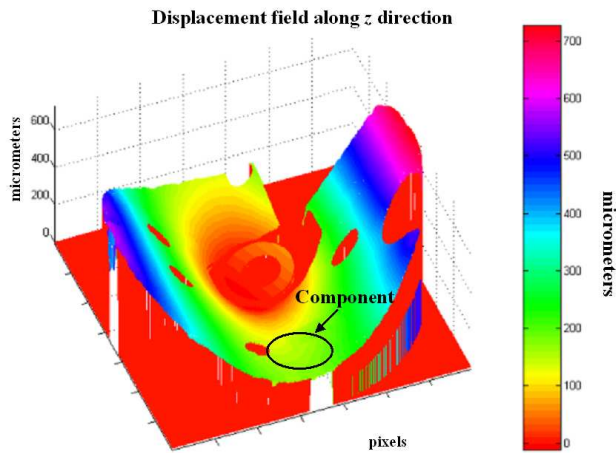 Displacement field along z direction
micrometers
600
400
200
0
Component
pixels
700
600
500
400
300
200
100
0
micrometers